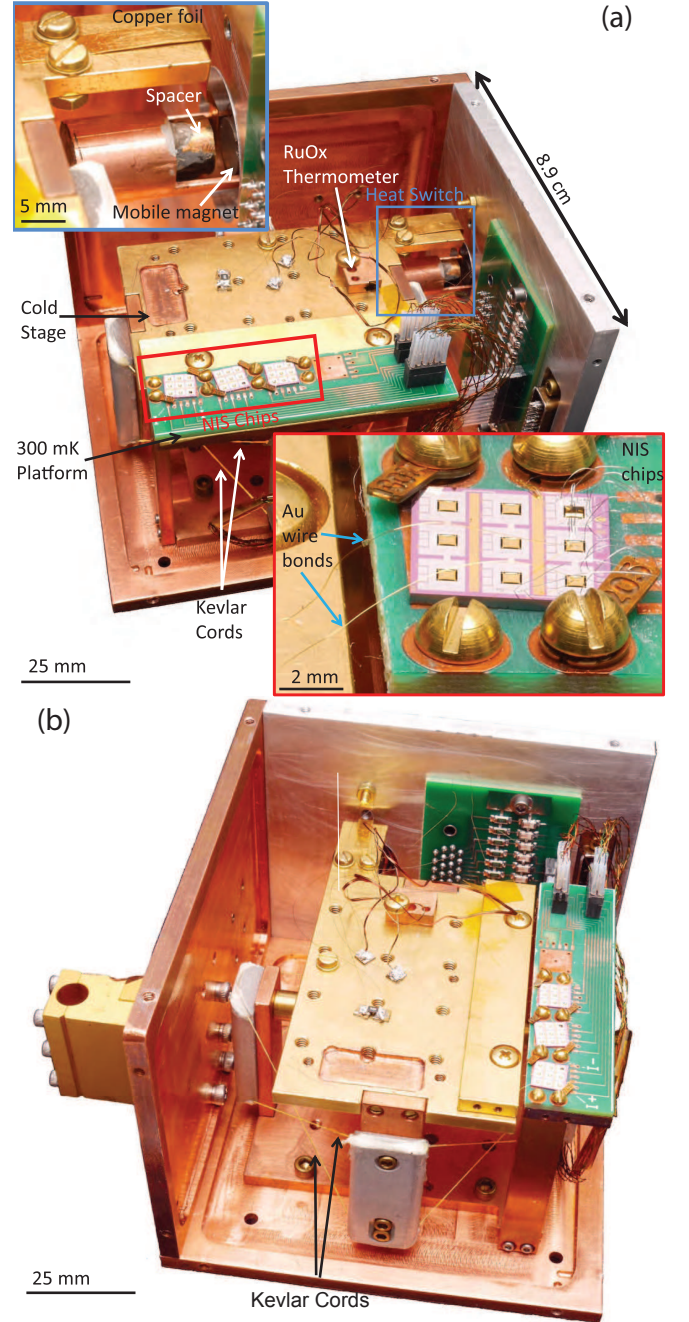 (a)
Copper foil
Spacer
Mobile magnet
5 mm
RuOx
Thermometer
Heat Switch
8.9 cm
Cold
Stage
NIS Chips
300 mK
Platform
Kevlar
Cords
25 mm
NIS
chips
Au
wire
bonds
2 mm
(b)
I-
I+
25 mm
Kevlar Cords